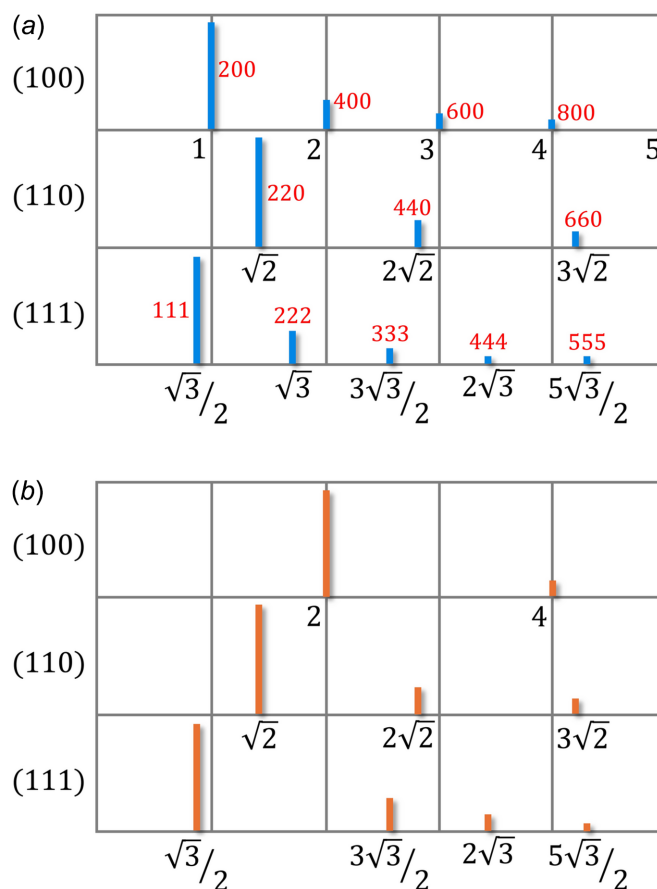 (a)
(100) 200 400 600 800
1 2 3 4 5
(110) 220 440 660
√2 2√2 3√2
(111) 111 222 333 444 555
√3/2 √3 3√3/2 2√3 5√3/2
(b)
(100)
2 4
(110)
√2 2√2 3√2
(111)
√3/2 3√3/2 2√3 5√3/2